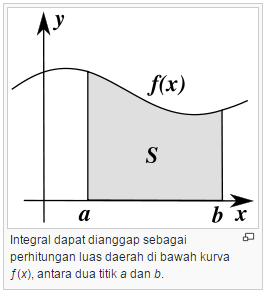 y
f(x)
S
a
b x
Integral dapat dianggap sebagai
perhitungan luas daerah di bawah kurva
ƒ(x), antara dua titik a dan b.